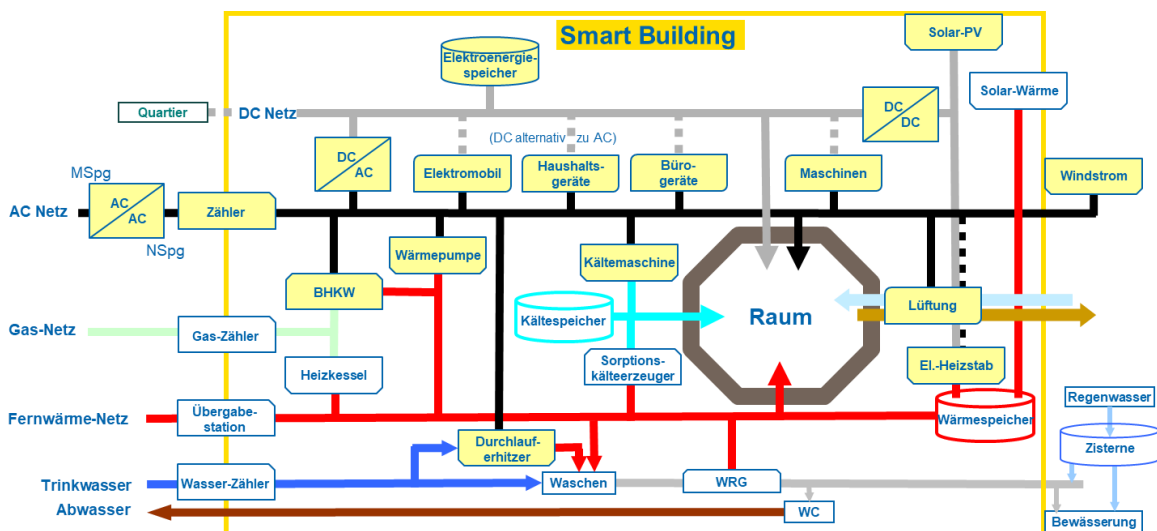 Smart Building
Solar-PV
Elektroenergie-
speicher
Solar-Wärme
Quartier
DC Netz
DC
DC
(DC alternativ zu AC)
DC
AC
Elektromobil
Haushalts-
geräte
Büro-
geräte
Maschinen
Windstrom
MSpg
AC Netz
AC
AC
Zähler
NSpg
Wärmepumpe
Kältemaschine
BHKW
Lüftung
Raum
Kältespeicher
Gas-Netz
Gas-Zähler
Heizkessel
Sorptions-
kälteerzeuger
El.-Heizstab
Regenwasser
Fernwärme-Netz
Übergabe-
station
Wärmespeicher
Durchlauf-
erhitzer
Zisterne
Trinkwasser
Wasser-Zähler
Waschen
WRG
Abwasser
WC
Bewässerung